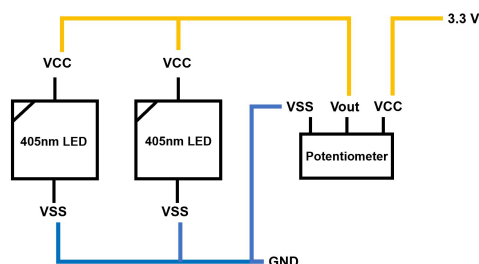 3.3 V
VCC
VCC
VSS
Vout
VCC
405nm LED
405nm LED
Potentiometer
VSS
VSS
GND